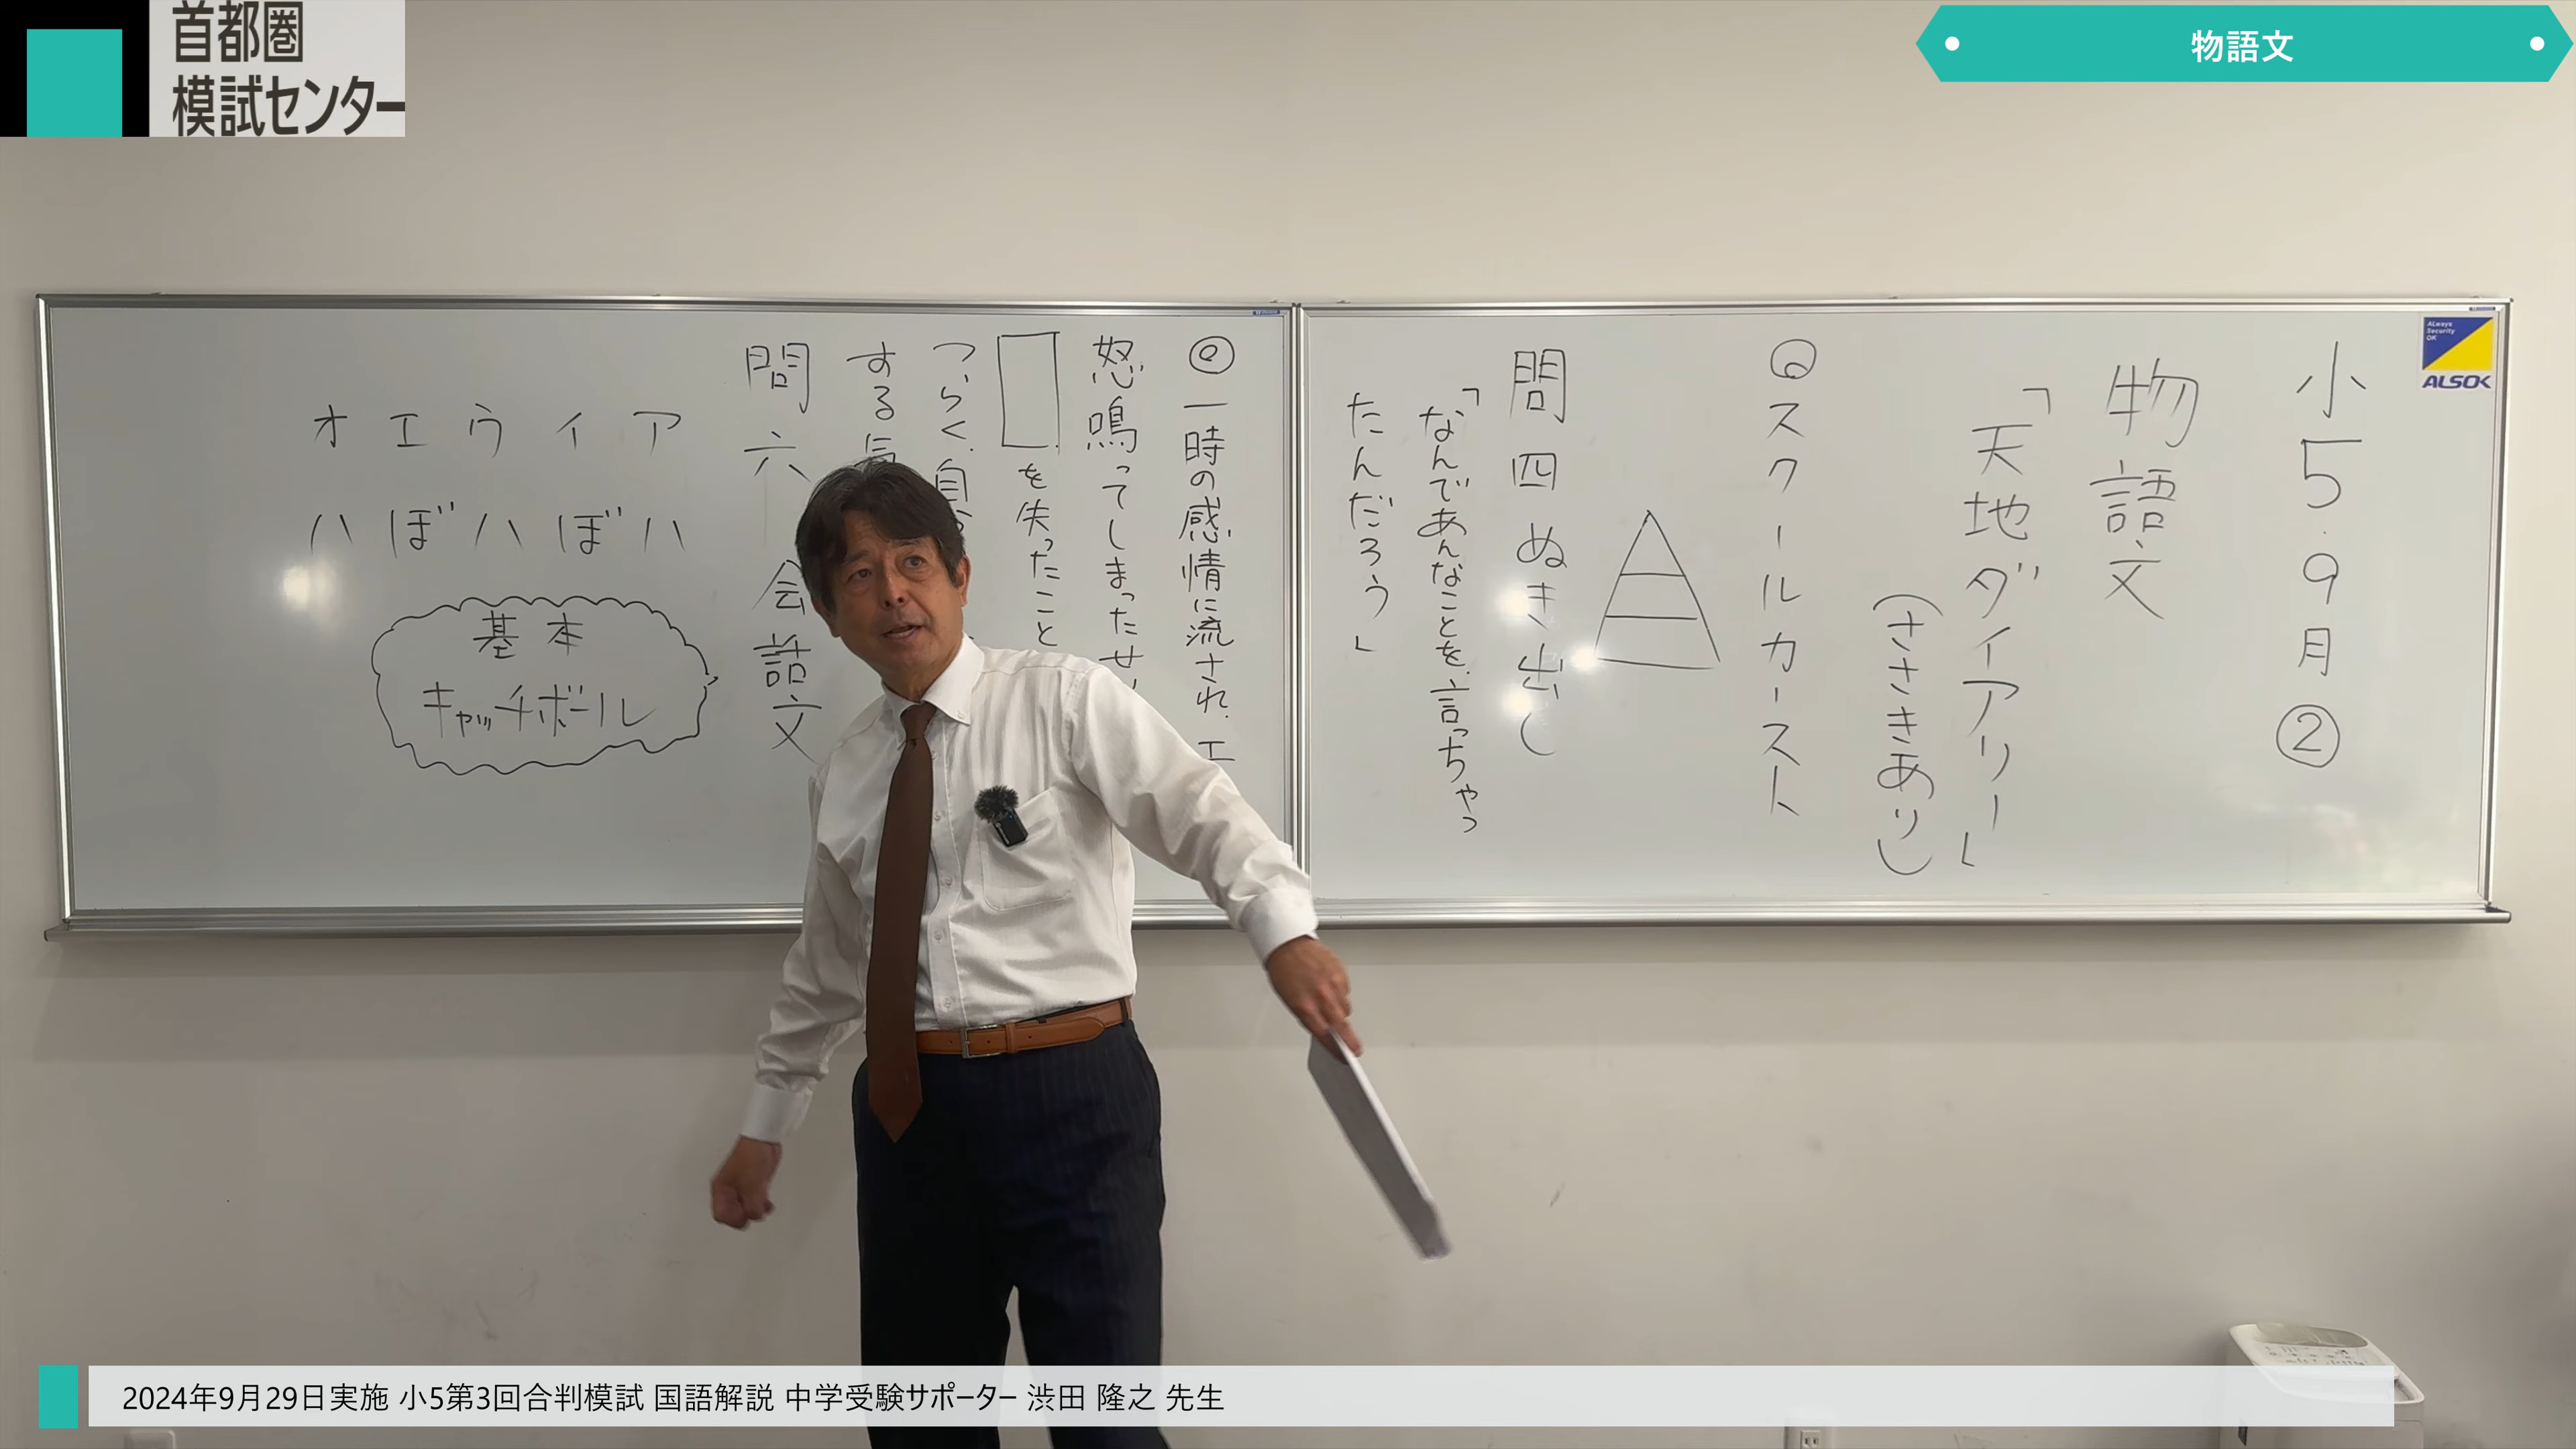 首都圏
模試センター
物語文
ALways
Security
OK
ALSOK
小5.9月②
物語文
「天地ダイアリー」
(ささきあり)
Qスクールカースト
問四 ぬき出し
「なんであんなことを、言っちゃっ
たんだろう」
@一時の感情に流され、エ
怒鳴ってしまったせ
を失ったこと
つらく、自
する気
問六 会話文
アハ
イぼ
ウハ
エぼ
オハ
基本
キャッチボール
2024年9月29日実施 小5第3回合判模試 国語解説 中学受験サポーター 渋田 隆之 先生